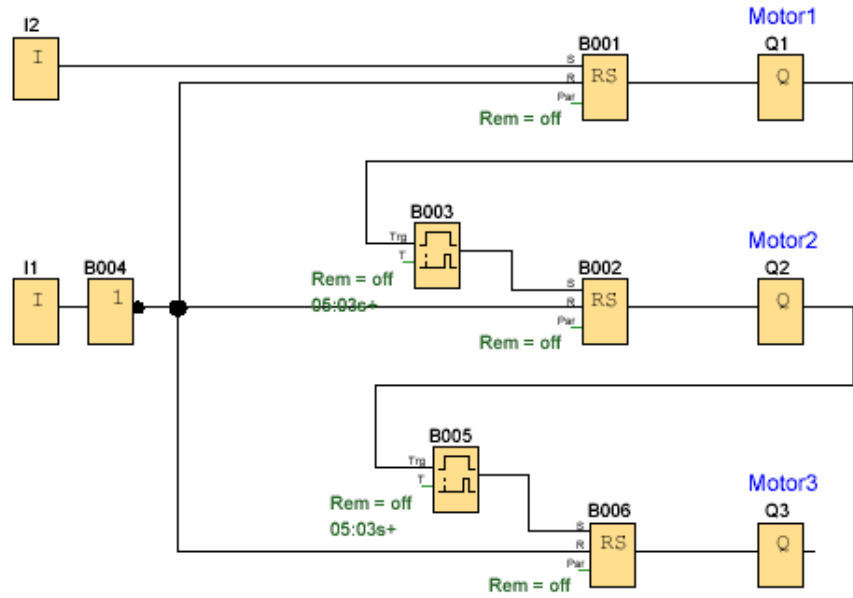 Motor1
I2
B001
Q1
I
S
R
RS
Q
Par
Rem = off
B003
Motor2
Trg
T
I1
B004
B002
Q2
Rem = off
05:03s+
I
1
S
R
RS
Q
Par
Rem = off
B005
Motor3
Trg
T
B006
Q3
Rem = off
05:03s+
S
R
RS
Q
Par
Rem = off